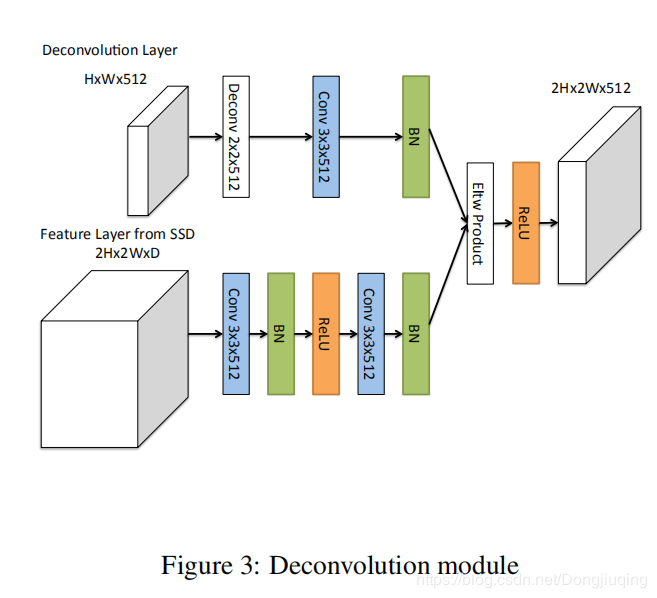 Deconvolution Layer
HxWx512
Deconv 2x2x512
Conv 3x3x512
BN
2Hx2Wx512
Eltw Product
ReLU
Feature Layer from SSD
2Hx2WxD
Conv 3x3x512
BN
ReLU
Conv 3x3x512
BN
Figure 3: Deconvolution module
https://blog.csdn.net/Dongjiuqing